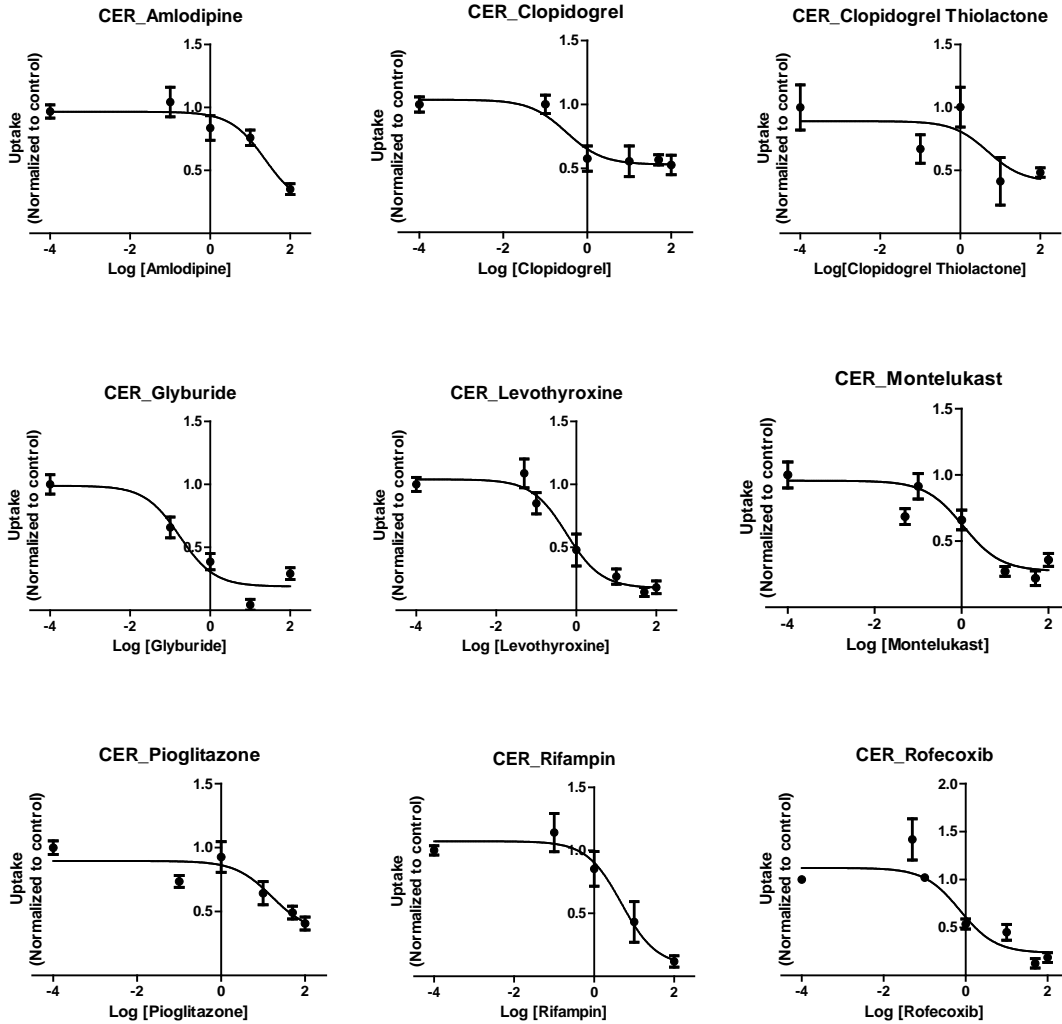 CER_Amlodipine
1.5
1.0
0.5
-4 -2 0 2
Uptake
(Normalized to control)
Log [Amlodipine]
CER_Clopidogrel
1.5
1.0
0.5
-4 -2 0 2
Uptake
(Normalized to control)
Log [Clopidogrel]
CER_Clopidogrel Thiolactone
1.5
1.0
0.5
-4 -2 0 2
Uptake
(Normalized to control)
Log[Clopidogrel Thiolactone]
CER_Glyburide
1.5
1.0
0.5
-4 -2 0 2
Uptake
(Normalized to control)
Log [Glyburide]
CER_Levothyroxine
1.5
1.0
0.5
-4 -2 0 2
Uptake
(Normalized to control)
Log [Levothyroxine]
CER_Montelukast
1.5
1.0
0.5
-4 -2 0 2
Uptake
(Normalized to control)
Log [Montelukast]
CER_Pioglitazone
1.5
1.0
0.5
-4 -2 0 2
Uptake
(Normalized to control)
Log [Pioglitazone]
CER_Rifampin
1.5
1.0
0.5
-4 -2 0 2
Uptake
(Normalized to control)
Log [Rifampin]
CER_Rofecoxib
2.0
1.5
1.0
0.5
-4 -2 0 2
Uptake
(Normalized to control)
Log [Rofecoxib]